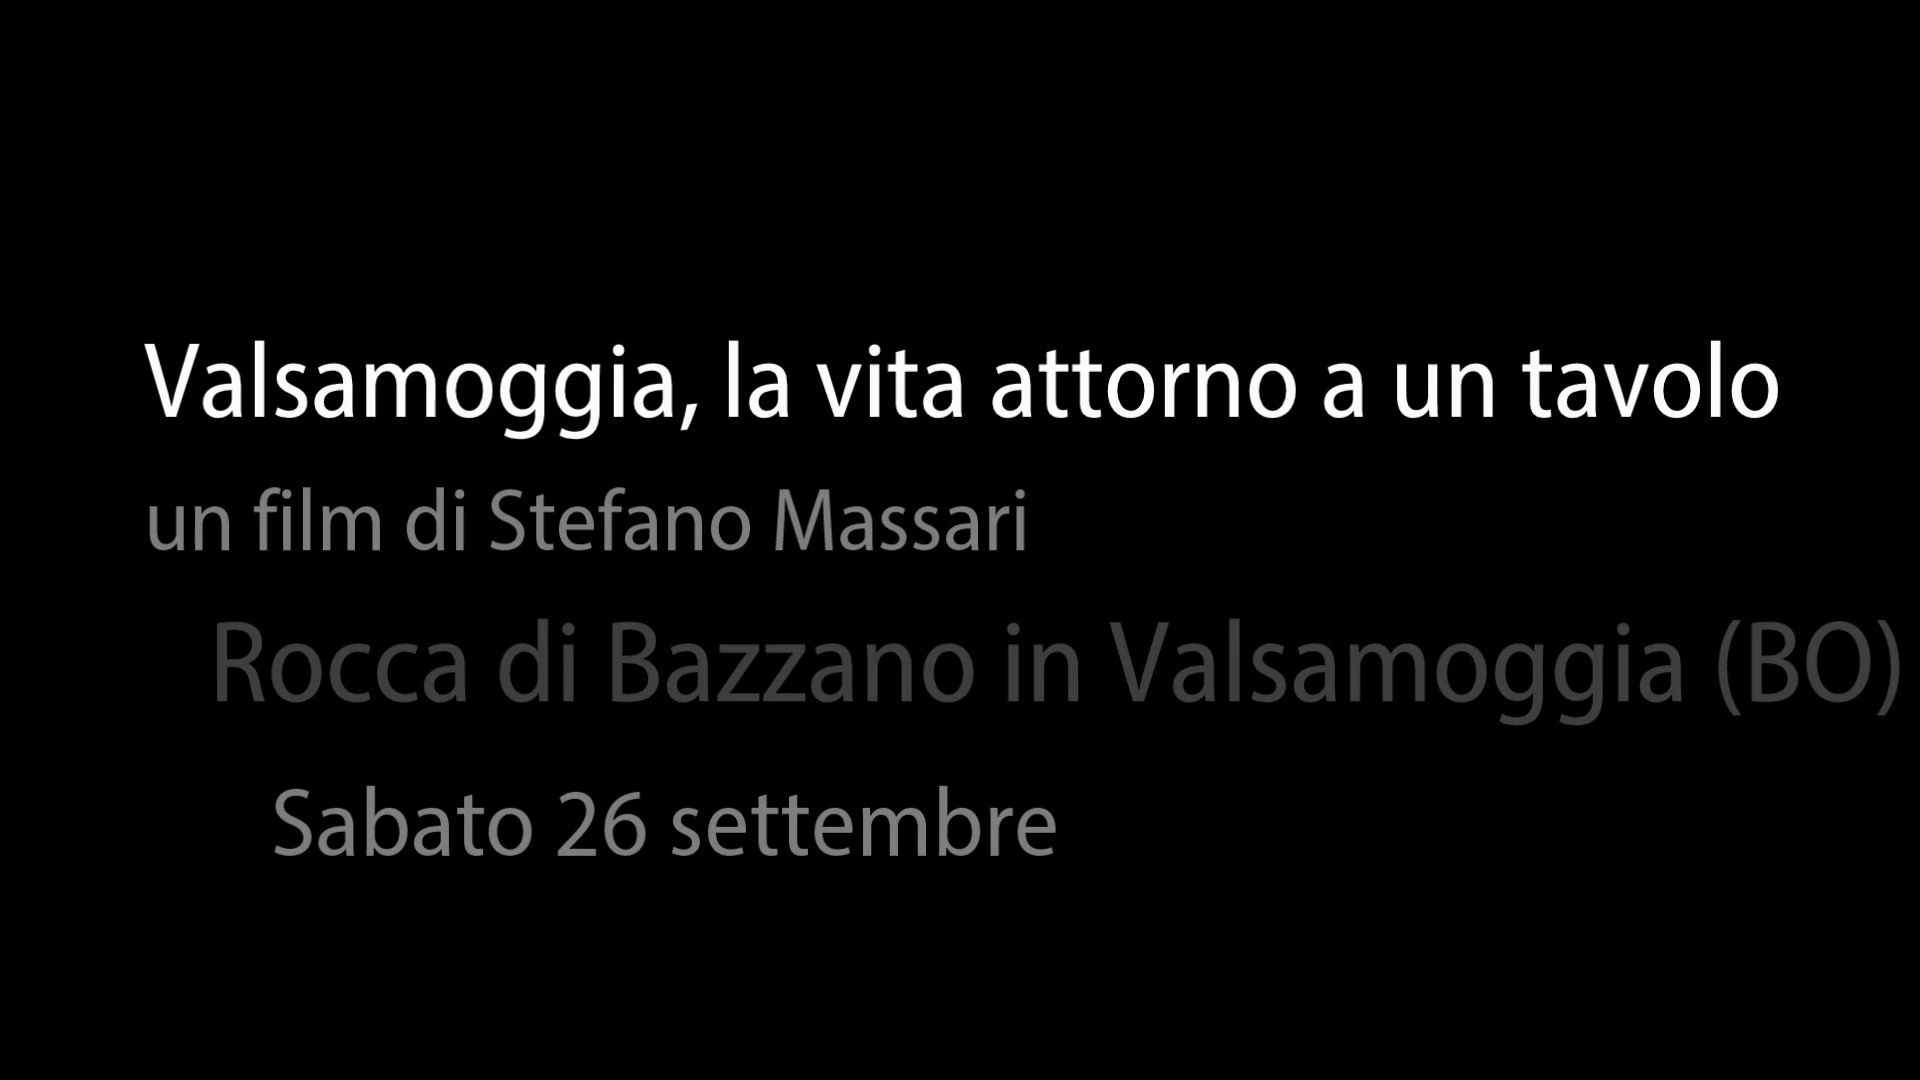 Valsamoggia, la vita attorno a un tavolo
un film di Stefano Massari
Rocca di Bazzano in Valsamoggia (BO)
Sabato 26 settembre